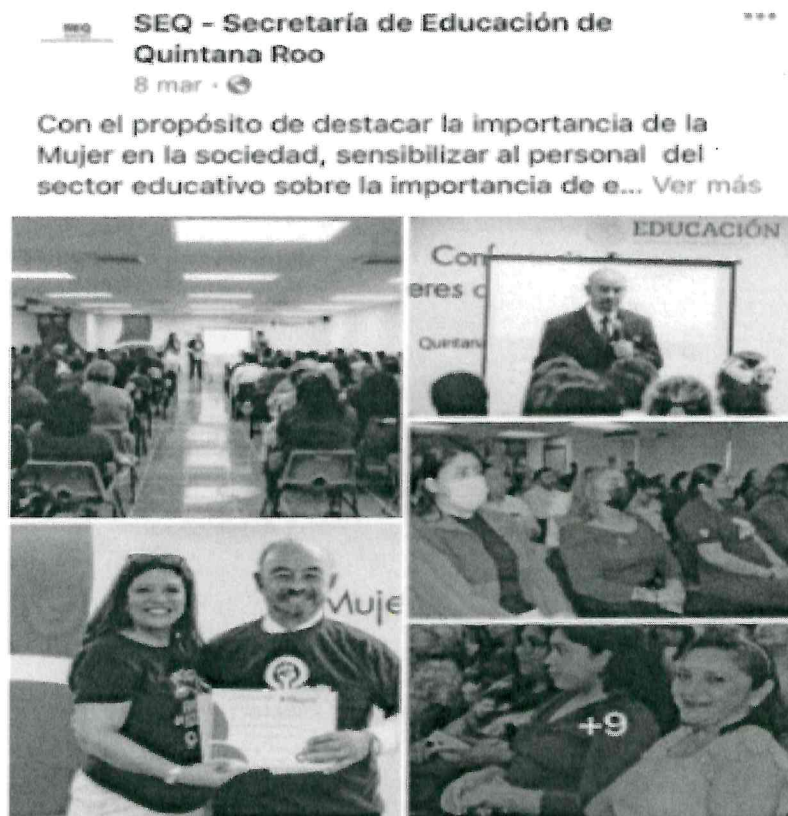 SEQ
SEQ - Secretaría de Educación de
Quintana Roo
8 mar ·
Con el propósito de destacar la importancia de la
Mujer en la sociedad, sensibilizar al personal del
sector educativo sobre la importancia de e... Ver más
EDUCACIÓN
Con
eres c
Quintan
Muje
+9